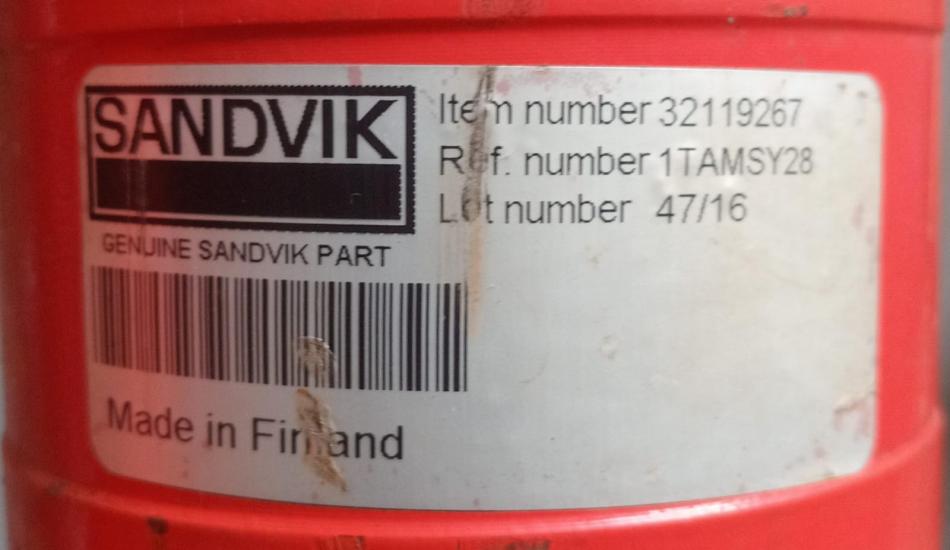 SANDVIK
GENUINE SANDVIK PART
Made in Finland
Item number 32119267
Ref. number 1TAMSY28
Lot number 47/16